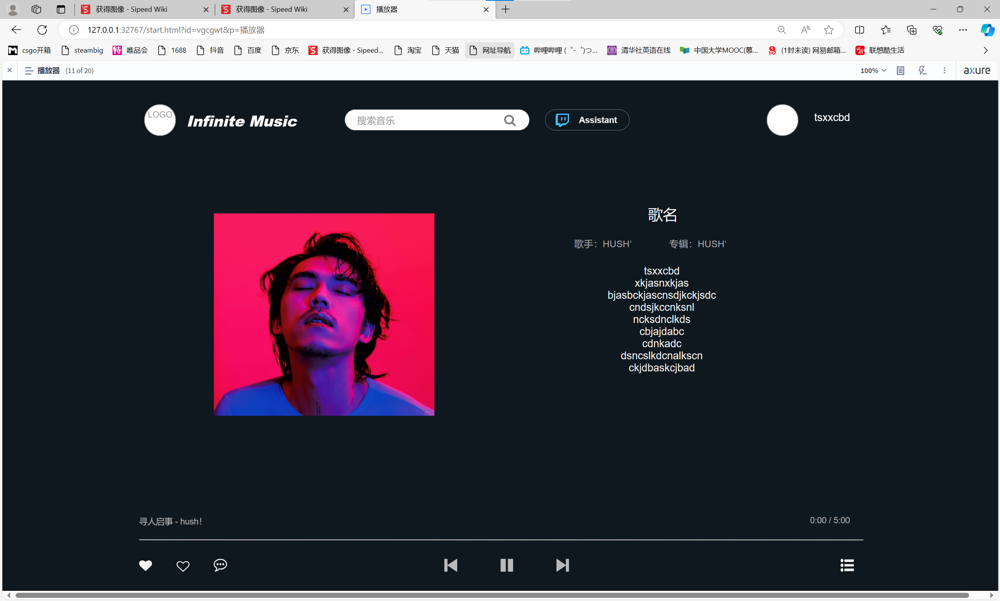 获得图像 - Sipeed Wiki
获得图像 - Sipeed Wiki
播放器
127.0.0.1:32767/start.html?id=vgcgwt&p=播放器
csgo开箱
steambig
唯品会
1688
抖音
百度
京东
获得图像 - Sipeed...
淘宝
天猫
网址导航
哔哩哔哩 (゜-゜)つ...
清华社英语在线
中国大学MOOC(慕...
(1封未读) 网易邮箱...
联想酷生活
播放器 (11 of 20)
100%
axure
LOGO
Infinite Music
搜索音乐
Assistant
tsxxcbd
歌名
歌手：HUSH‘
专辑：HUSH‘
tsxxcbd
xkjasnxkjas
bjasbckjascnsdjkckjsdc
cndsjkccnksnl
ncksdnclkds
cbjajdabc
cdnkadc
dsncslkdcnalkscn
ckjdbaskcjbad
寻人启事 - hush！
0:00 / 5:00